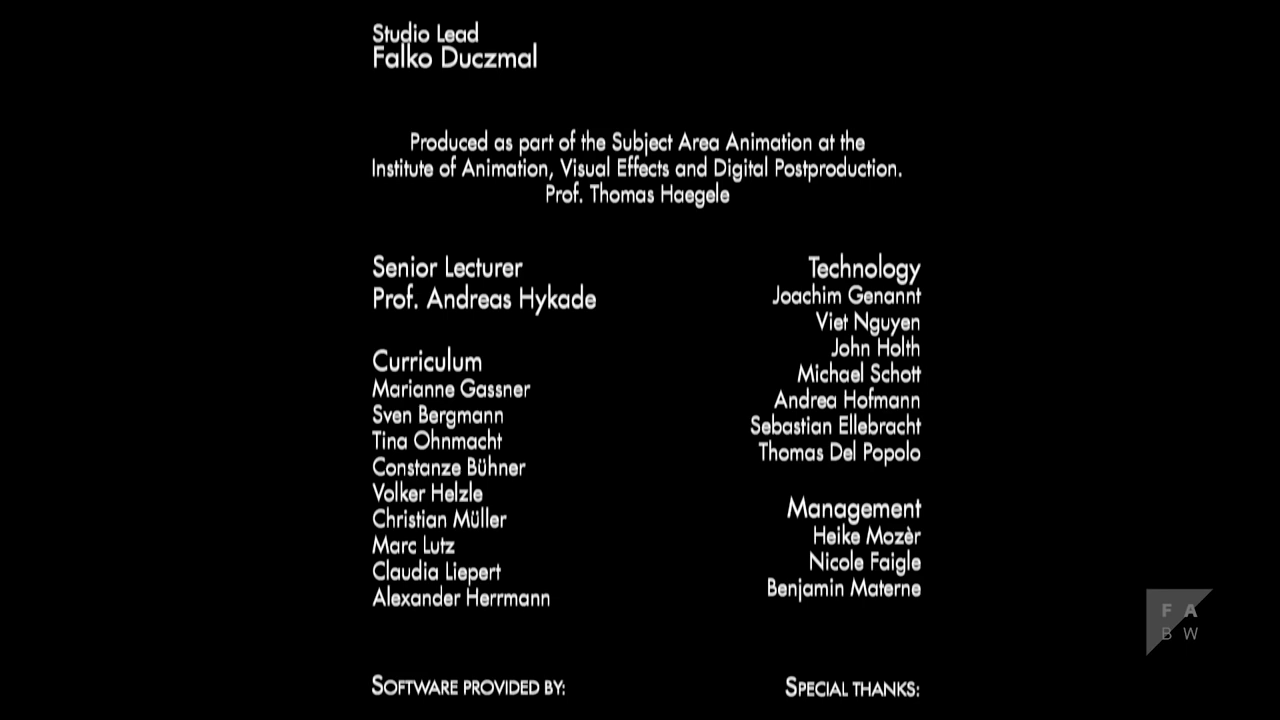 Studio Lead
Falko Duczmal
Produced as part of the Subject Area Animation at the
Institute of Animation, Visual Effects and Digital Postproduction.
Prof. Thomas Haegele
Senior Lecturer
Prof. Andreas Hykade
Curriculum
Marianne Gassner
Sven Bergmann
Tina Ohnmacht
Constanze Bühner
Volker Helzle
Christian Müller
Marc Lutz
Claudia Liepert
Alexander Herrmann
Technology
Joachim Genannt
Viet Nguyen
John Holth
Michael Schott
Andrea Hofmann
Sebastian Ellebracht
Thomas Del Popolo
Management
Heike Mozèr
Nicole Faigle
Benjamin Materne
F A
B W
SOFTWARE PROVIDED BY:
SPECIAL THANKS: